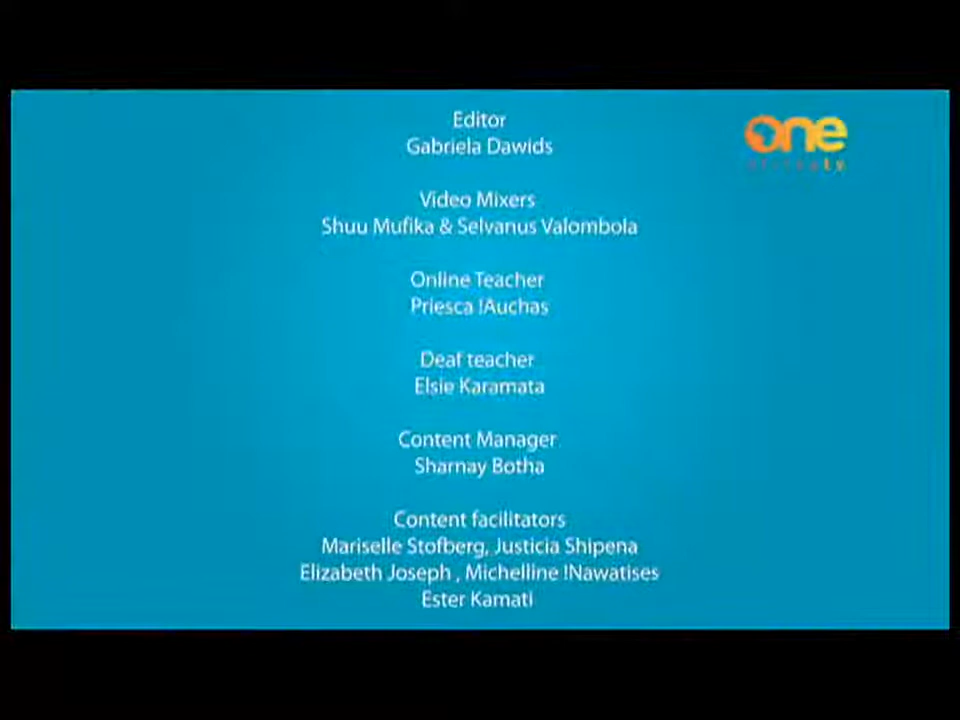 Editor
Gabriela Dawids
one
Video Mixers
Shuu Mufika & Selvanus Valombola
Online Teacher
Priesca !Auchas
Deaf teacher
Elsie Karamata
Content Manager
Sharnay Botha
Content facilitators
Mariselle Stofberg, Justicia Shipena
Elizabeth Joseph , Michelline !Nawatises
Ester Kamati